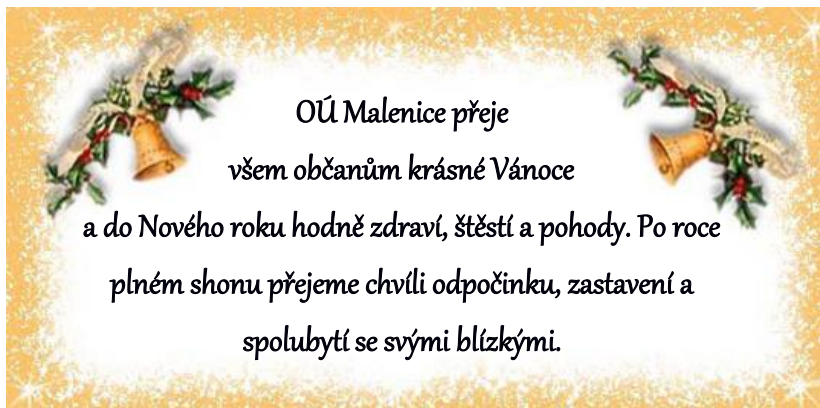 OÚ Malenice přeje
všem občanům krásné Vánoce
a do Nového roku hodně zdraví, štěstí a pohody. Po roce
plném shonu přejeme chvíli odpočinku, zastavení a
spolubytí se svými blízkými.